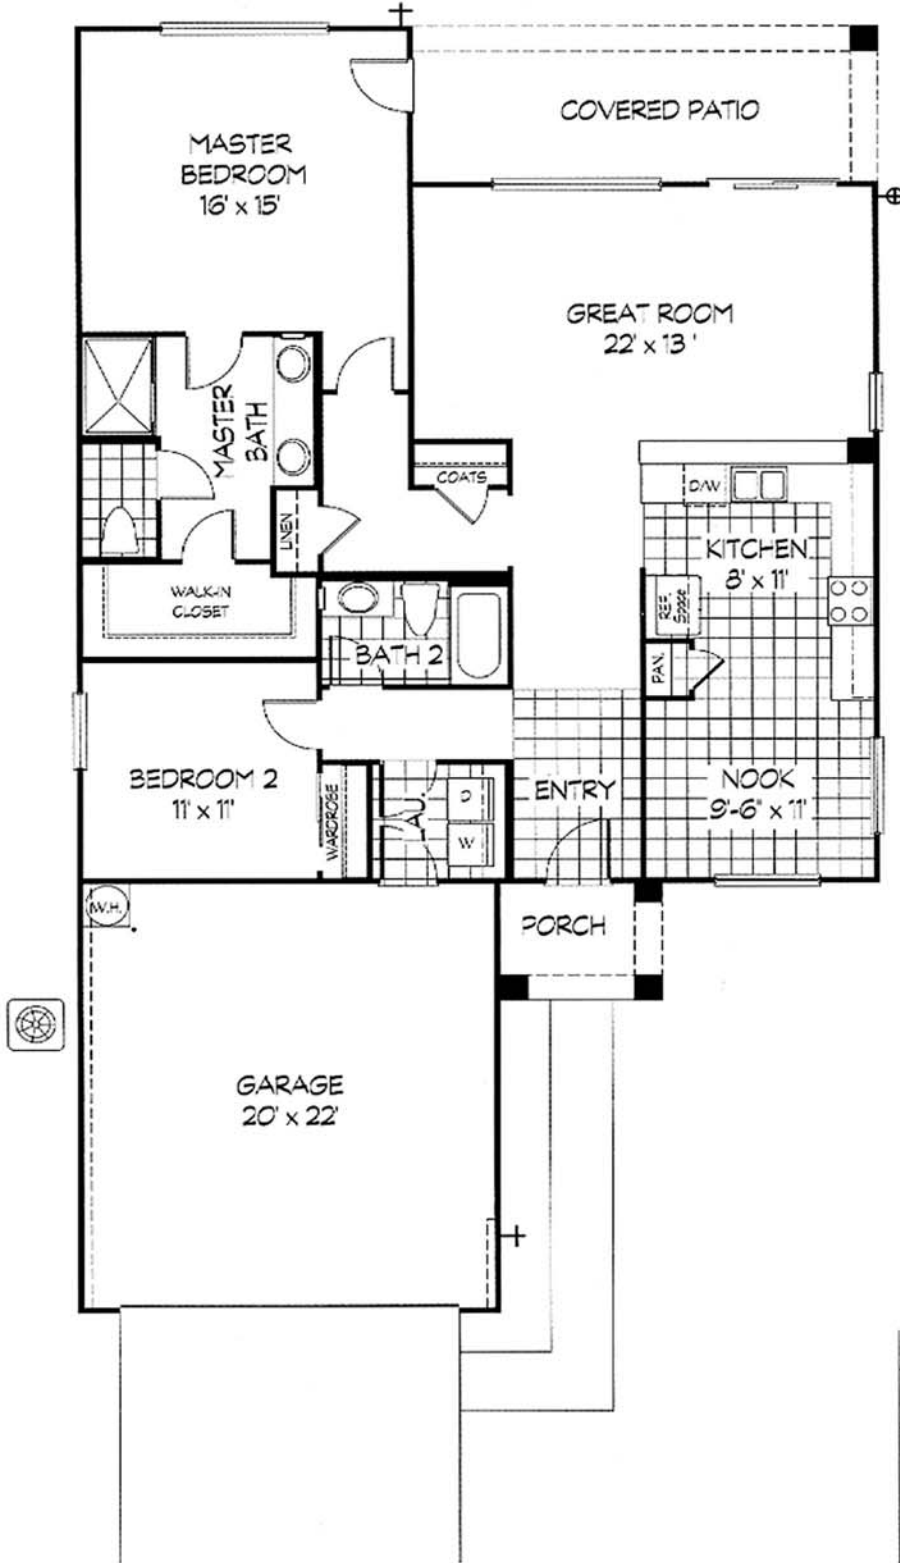 COVERED PATIO
MASTER
BEDROOM
16' x 15'
GREAT ROOM
22' x 13'
MASTER
BATH
COATS
LINEN
D/W
KITCHEN
8' x 11'
WALK-IN
CLOSET
REF.
Space
BATH 2
PAN.
BEDROOM 2
11' x 11'
WARDROBE
D
W
ENTRY
NOOK
9'-6" x 11'
W.H.
PORCH
GARAGE
20' x 22'